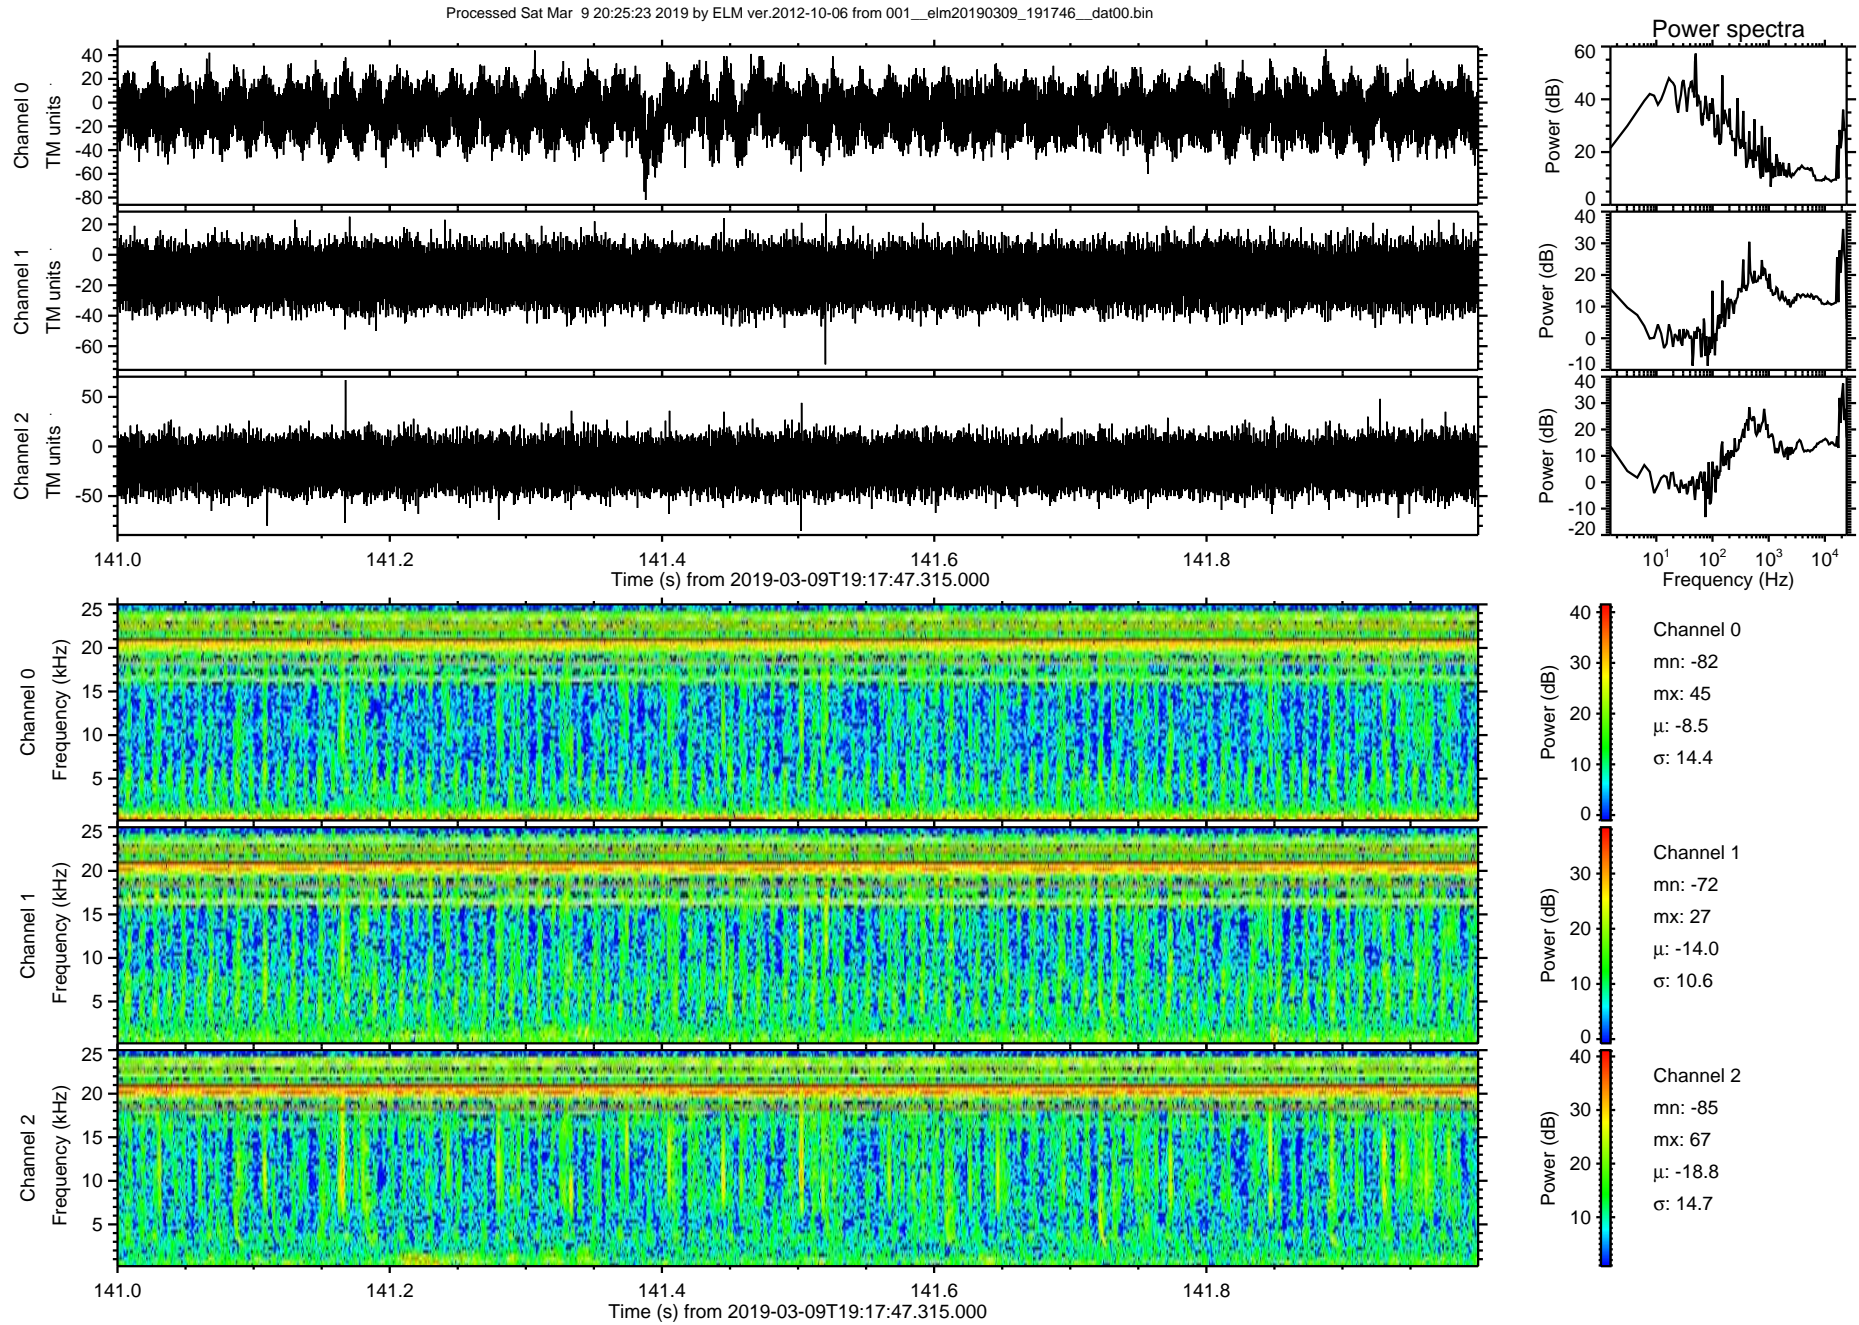 Processed Sat Mar 9 20:25:23 2019 by ELM ver.2012-10-06 from 001__elm20190309_191746__dat00.bin
Power spectra
Channel 0
TM units
40
20
0
-20
-40
-60
-80
Power (dB)
60
40
20
0
Channel 1
TM units
20
0
-20
-40
-60
Power (dB)
40
30
20
10
0
-10
Channel 2
TM units
50
0
-50
Power (dB)
40
30
20
10
0
-10
-20
141.0 141.2 141.4 141.6 141.8
Time (s) from 2019-03-09T19:17:47.315.000
10¹ 10² 10³ 10⁴
Frequency (Hz)
Channel 0
Frequency (kHz)
25
20
15
10
5
Power (dB)
40
30
20
10
0
Channel 0
mn: -82
mx: 45
μ: -8.5
σ: 14.4
Channel 1
Frequency (kHz)
25
20
15
10
5
Power (dB)
30
20
10
0
Channel 1
mn: -72
mx: 27
μ: -14.0
σ: 10.6
Channel 2
Frequency (kHz)
25
20
15
10
5
Power (dB)
40
30
20
10
Channel 2
mn: -85
mx: 67
μ: -18.8
σ: 14.7
141.0 141.2 141.4 141.6 141.8
Time (s) from 2019-03-09T19:17:47.315.000